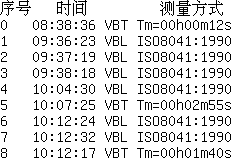 序号 时间 测量方式
0 08:38:36 VBT Tm=00h00m12s
1 09:36:23 VBL ISO8041:1990
2 09:37:19 VBL ISO8041:1990
3 09:38:18 VBL ISO8041:1990
4 10:04:30 VBL ISO8041:1990
5 10:07:25 VBT Tm=00h02m55s
6 10:12:24 VBL ISO8041:1990
7 10:12:32 VBL ISO8041:1990
8 10:12:17 VBT Tm=00h01m40s